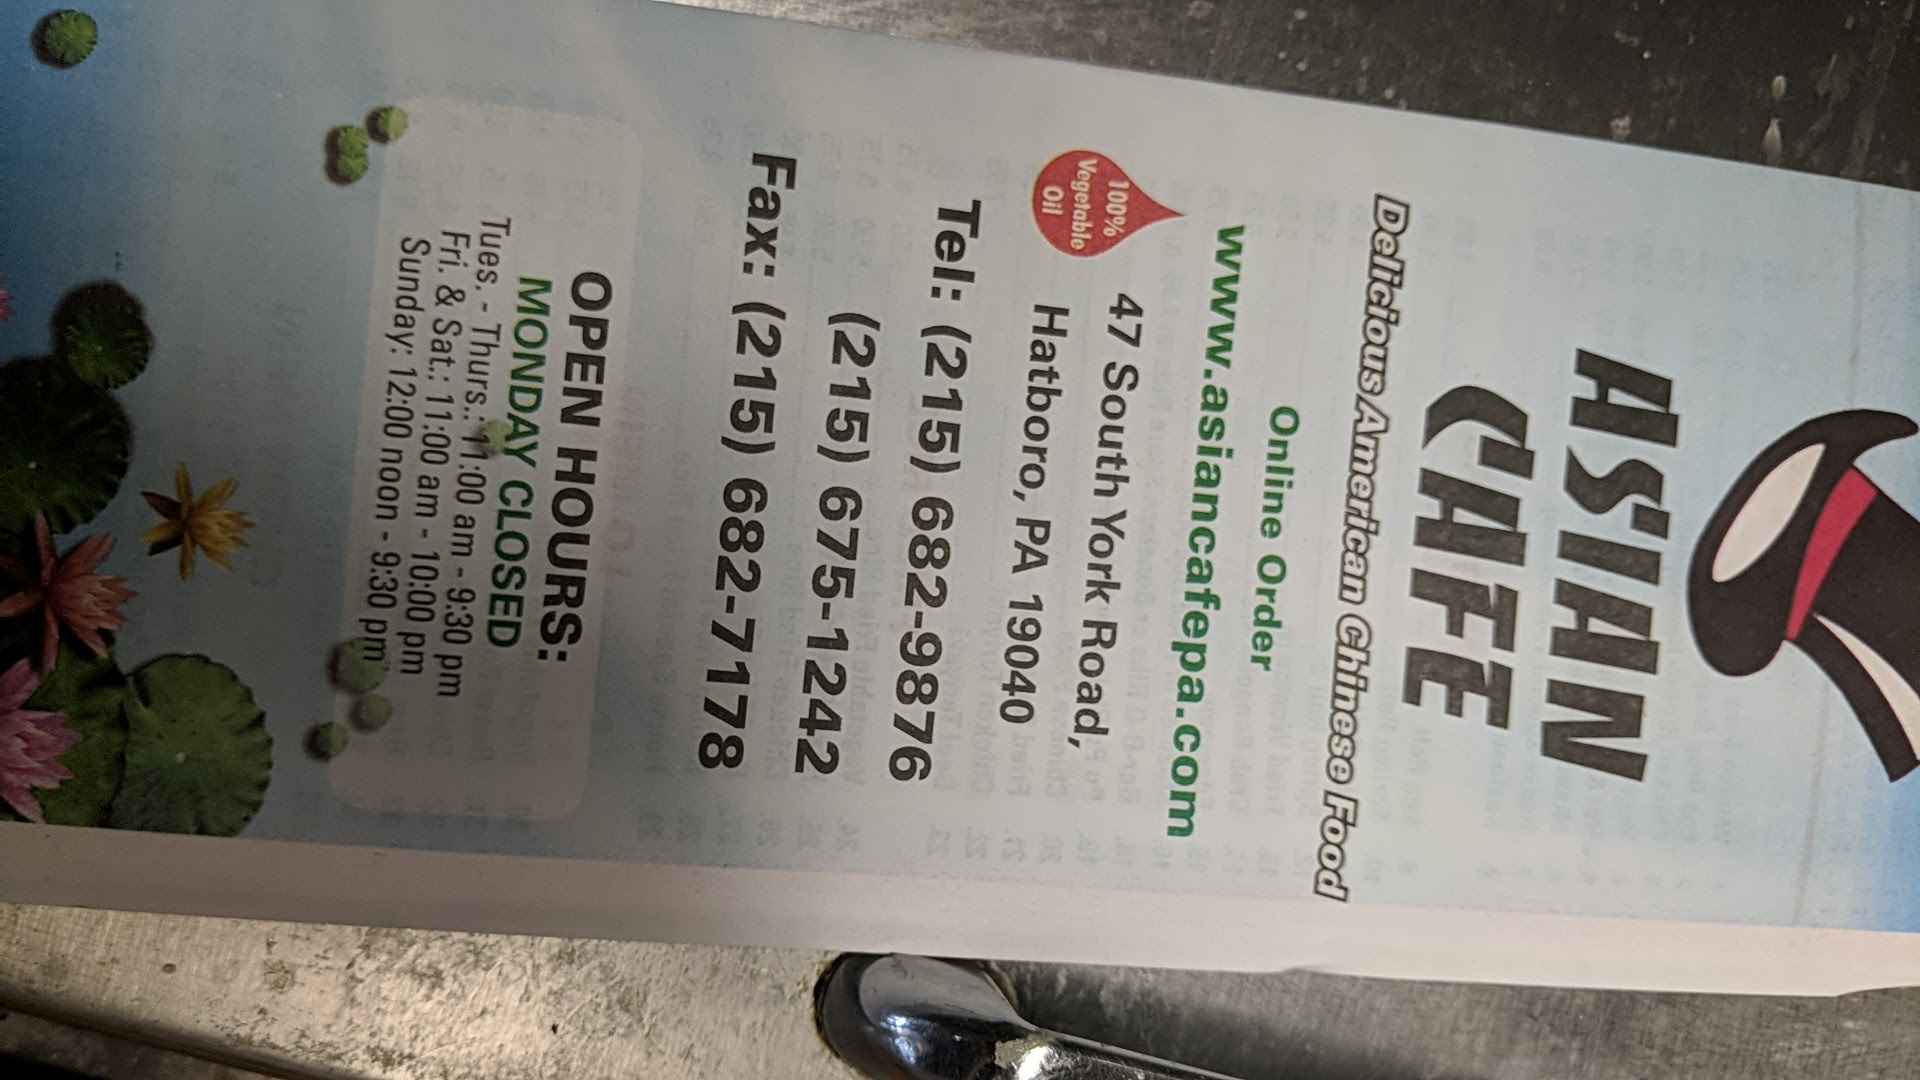 ASIAN
CAFE
Delicious American Chinese Food
Online Order
www.asiancafepa.com
100%
Vegetable
Oil
47 South York Road,
Hatboro, PA 19040
Tel: (215) 682-9876
(215) 675-1242
Fax: (215) 682-7178
OPEN HOURS:
MONDAY CLOSED
Tues. - Thurs.: 11:00 am - 9:30 pm
Fri. & Sat.: 11:00 am - 10:00 pm
Sunday: 12:00 noon - 9:30 pm